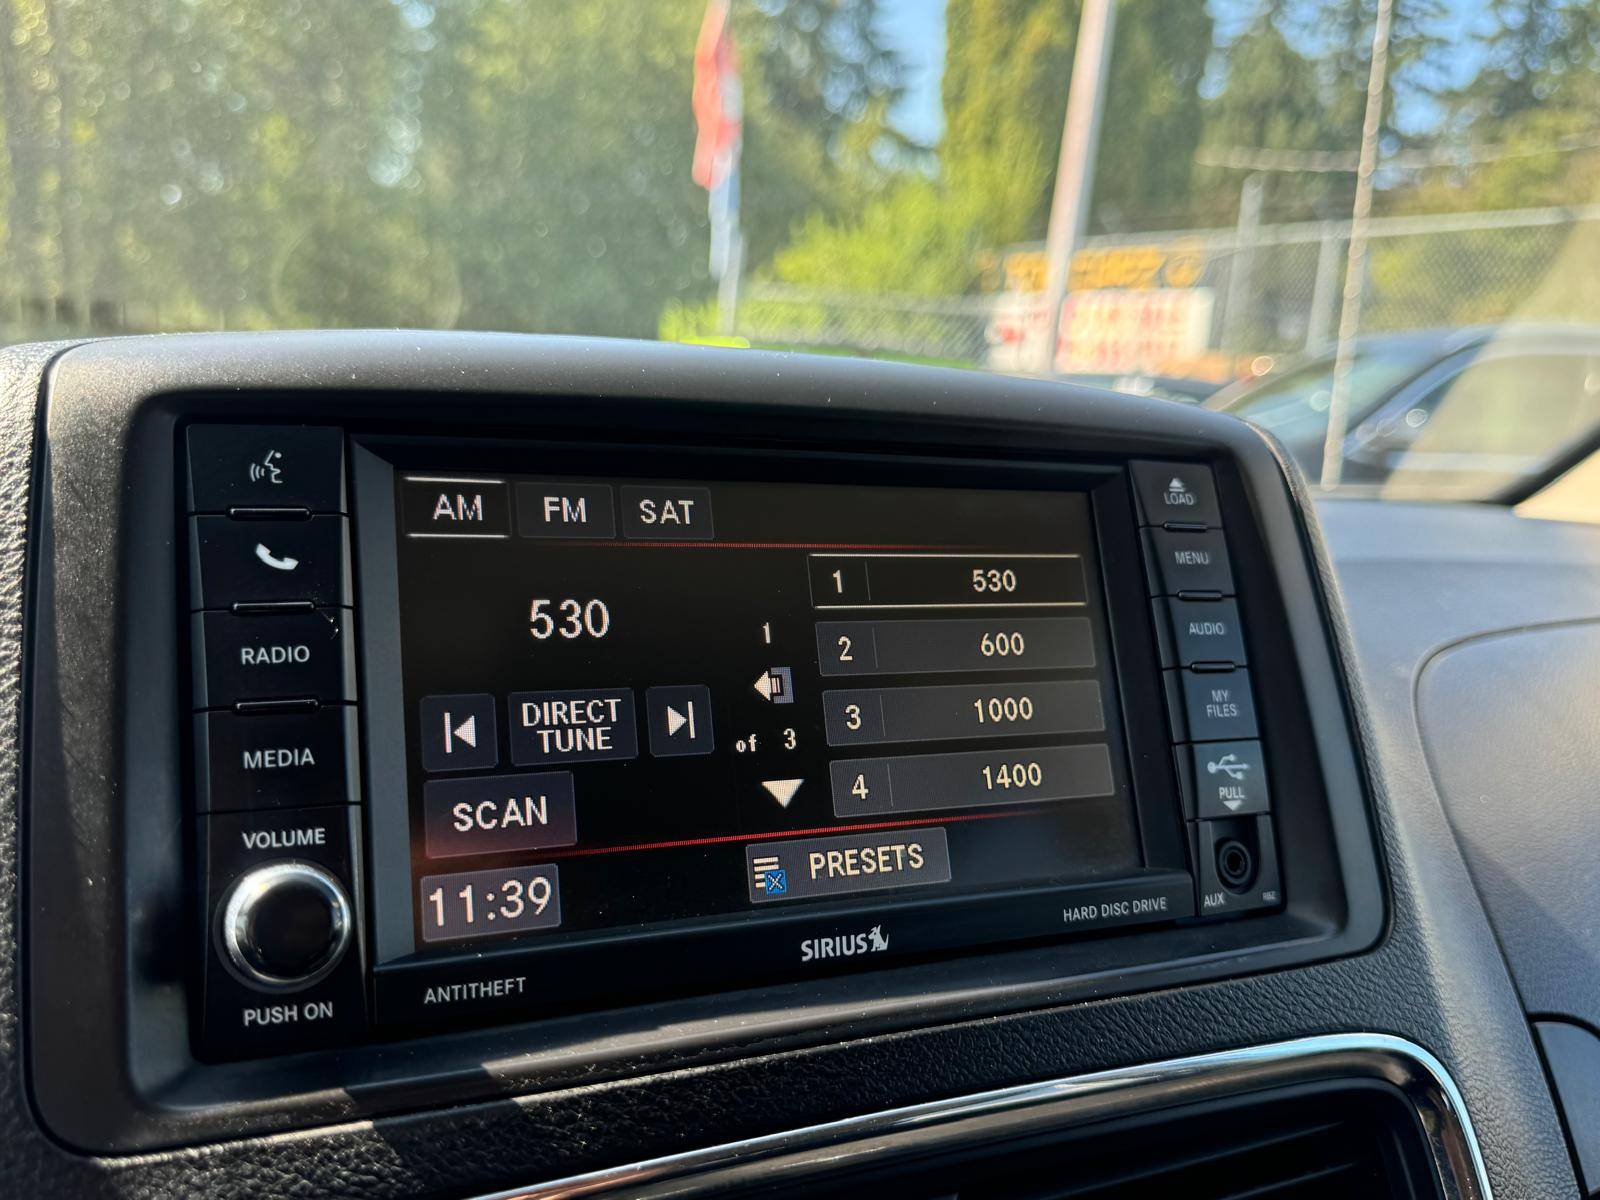 AM FM SAT
530
1
of 3
DIRECT
TUNE
SCAN
11:39
1 530
2 600
3 1000
4 1400
PRESETS
RADIO
MEDIA
VOLUME
PUSH ON
ANTITHEFT
SIRIUS
HARD DISC DRIVE
LOAD
MENU
AUDIO
MY
FILES
PULL
AUX